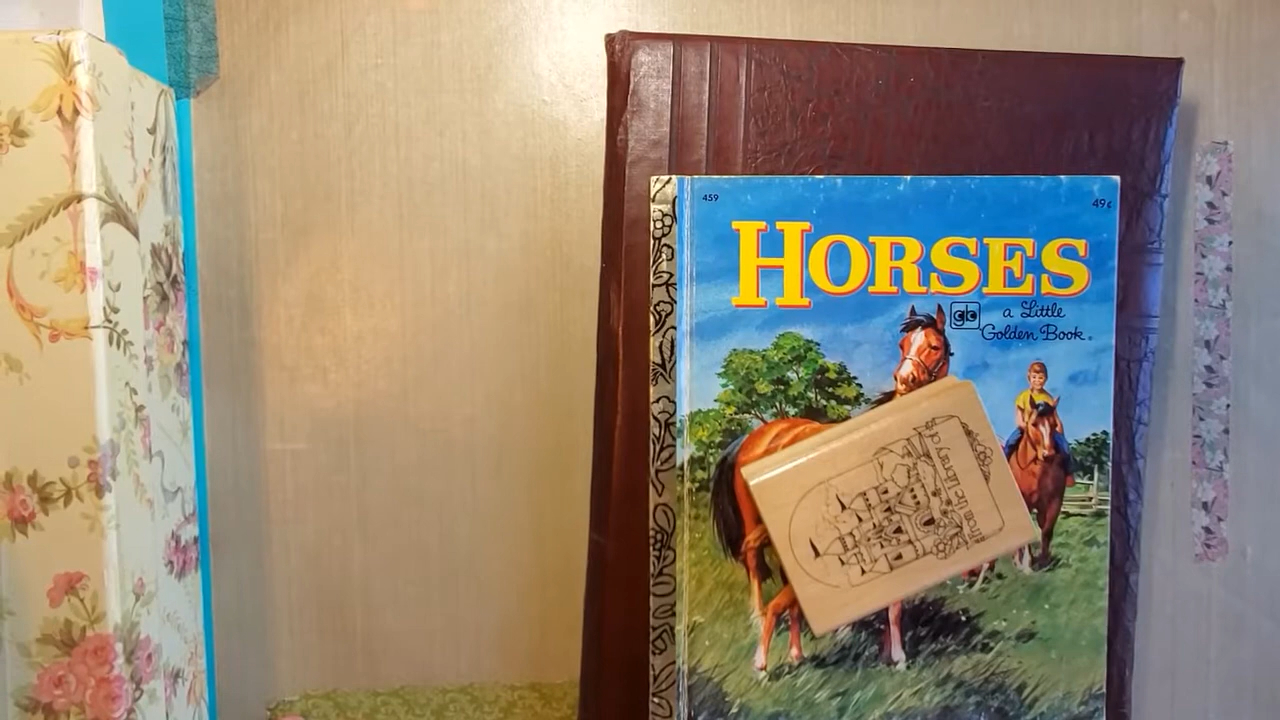 459
49¢
HORSES
gb
a Little
Golden Book®
from the library of